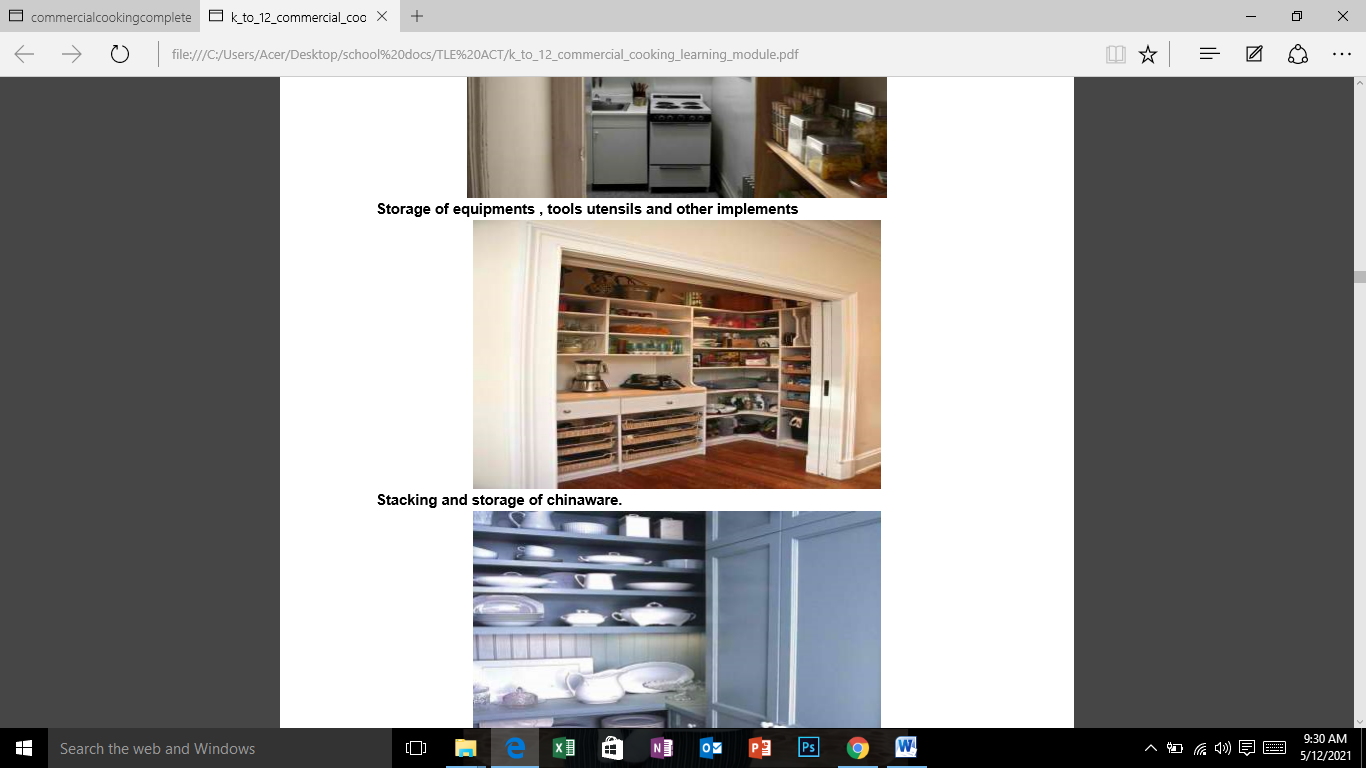 commercialcookingcomplete
k_to_12_commercial_coo
file:///C:/Users/Acer/Desktop/school%20docs/TLE%20ACT/k_to_12_commercial_cooking_learning_module.pdf
Storage of equipments , tools utensils and other implements
Stacking and storage of chinaware.
Search the web and Windows
9:30 AM
5/12/2021